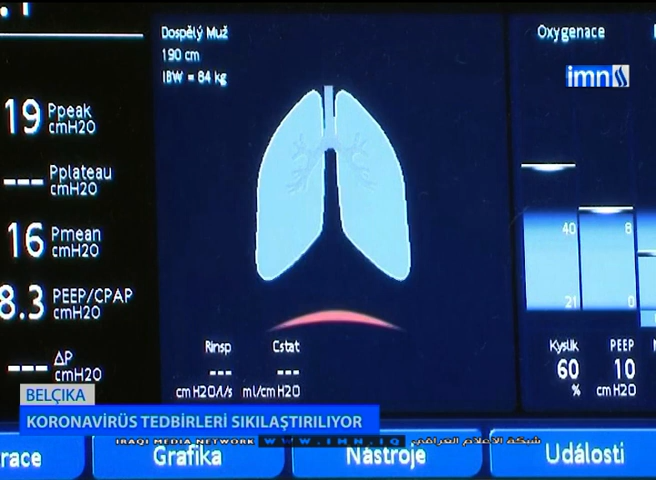 Dospělý Muž
190 cm
IBW = 84 kg
Oxygenace
imn
19 Ppeak
cmH2O
--- Pplateau
cmH2O
16 Pmean
cmH2O
8.3 PEEP/CPAP
cmH2O
--- ΔP
cmH2O
40 8
21 0
Rinsp Cstat
--- ---
cmH2O/l/s ml/cmH2O
Kyslík PEEP
60 10
% cmH2O
BELÇİKA
KORONAVİRÜS TEDBİRLERİ SIKILAŞTIRILIYOR
IRAQI MEDIA NETWORK WWW.IMN.IQ شبكة الاعلام العراقي
race Grafika Nástroje Události